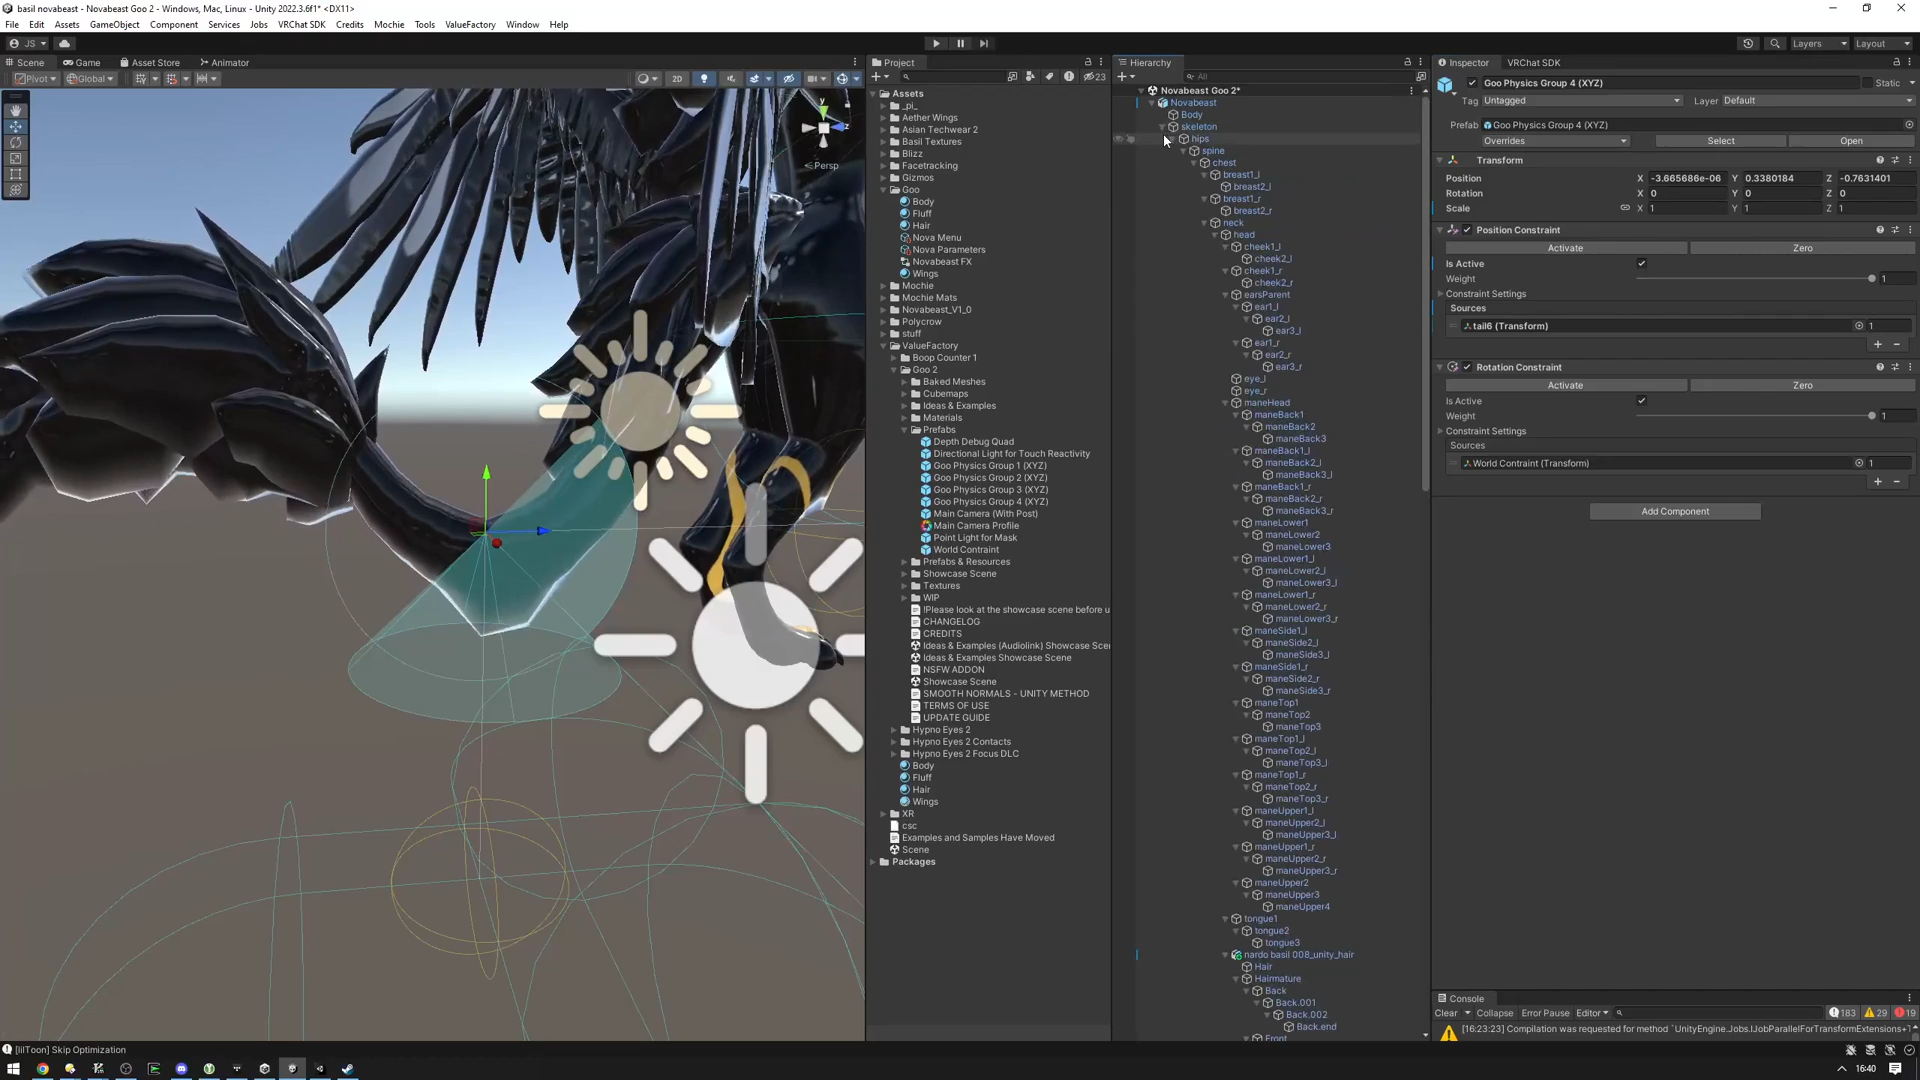 basil novabeast - Novabeast Goo 2 - Windows, Mac, Linux - Unity 2022.3.6f1* <DX11>
File Edit Assets GameObject Component Services Jobs VRChat SDK Credits Mochie Tools ValueFactory Window Help
JS Layers Layout
Scene Game Asset Store Animator
Pivot Global 2D
y
z
Persp
Project
23
Assets
_pi_
Aether Wings
Asian Techwear 2
Basil Textures
Blizz
Facetracking
Gizmos
Goo
Body
Fluff
Hair
Nova Menu
Nova Parameters
Novabeast FX
Wings
Mochie
Mochie Mats
Novabeast_V1_0
Polycrow
stuff
ValueFactory
Boop Counter 1
Goo 2
Baked Meshes
Cubemaps
Ideas & Examples
Materials
Prefabs
Depth Debug Quad
Directional Light for Touch Reactivity
Goo Physics Group 1 (XYZ)
Goo Physics Group 2 (XYZ)
Goo Physics Group 3 (XYZ)
Goo Physics Group 4 (XYZ)
Main Camera (With Post)
Main Camera Profile
Point Light for Mask
World Contraint
Prefabs & Resources
Showcase Scene
Textures
WIP
!Please look at the showcase scene before u
CHANGELOG
CREDITS
Ideas & Examples (Audiolink) Showcase Scen
Ideas & Examples Showcase Scene
NSFW ADDON
Showcase Scene
SMOOTH NORMALS - UNITY METHOD
TERMS OF USE
UPDATE GUIDE
Hypno Eyes 2
Hypno Eyes 2 Contacts
Hypno Eyes 2 Focus DLC
Body
Fluff
Hair
Wings
XR
csc
Examples and Samples Have Moved
Scene
Packages
Hierarchy
All
Novabeast Goo 2*
Novabeast
Body
skeleton
hips
spine
chest
breast1_l
breast2_l
breast1_r
breast2_r
neck
head
cheek1_l
cheek2_l
cheek1_r
cheek2_r
earsParent
ear1_l
ear2_l
ear3_l
ear1_r
ear2_r
ear3_r
eye_l
eye_r
maneHead
maneBack1
maneBack2
maneBack3
maneBack1_l
maneBack2_l
maneBack3_l
maneBack1_r
maneBack2_r
maneBack3_r
maneLower1
maneLower2
maneLower3
maneLower1_l
maneLower2_l
maneLower3_l
maneLower1_r
maneLower2_r
maneLower3_r
maneSide1_l
maneSide2_l
maneSide3_l
maneSide1_r
maneSide2_r
maneSide3_r
maneTop1
maneTop2
maneTop3
maneTop1_l
maneTop2_l
maneTop3_l
maneTop1_r
maneTop2_r
maneTop3_r
maneUpper1_l
maneUpper2_l
maneUpper3_l
maneUpper1_r
maneUpper2_r
maneUpper3_r
maneUpper2
maneUpper3
maneUpper4
tongue1
tongue2
tongue3
nardo basil 008_unity_hair
Hair
Hairmature
Back
Back.001
Back.002
Back.end
Front
Inspector VRChat SDK
Goo Physics Group 4 (XYZ) Static
Tag Untagged Layer Default
Prefab Goo Physics Group 4 (XYZ)
Overrides Select Open
Transform
Position X -3.665686e-06 Y 0.3380184 Z -0.7631401
Rotation X 0 Y 0 Z 0
Scale X 1 Y 1 Z 1
Position Constraint
Activate Zero
Is Active
Weight 1
Constraint Settings
Sources
tail6 (Transform) 1
Rotation Constraint
Activate Zero
Is Active
Weight 1
Constraint Settings
Sources
World Contraint (Transform) 1
Add Component
Console
Clear Collapse Error Pause Editor 183 29 19
[16:23:23] Compilation was requested for method `UnityEngine.Jobs.IJobParallelForTransformExtensions+T
[lilToon] Skip Optimization
16:40